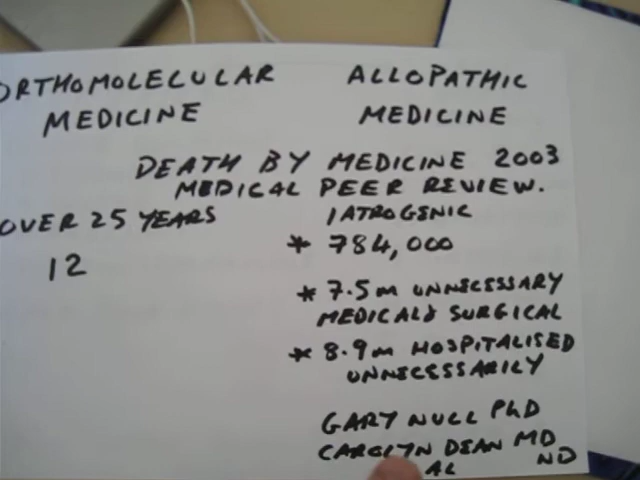 ORTHOMOLECULAR
MEDICINE
ALLOPATHIC
MEDICINE
DEATH BY MEDICINE 2003
MEDICAL PEER REVIEW.
OVER 25 YEARS
12
IATROGENIC
* 784,000
* 7.5M UNNECESSARY
MEDICAL & SURGICAL
* 8.9M HOSPITALISED
UNNECESSARILY
GARY NULL PhD
CAROLYN DEAN MD
AL ND